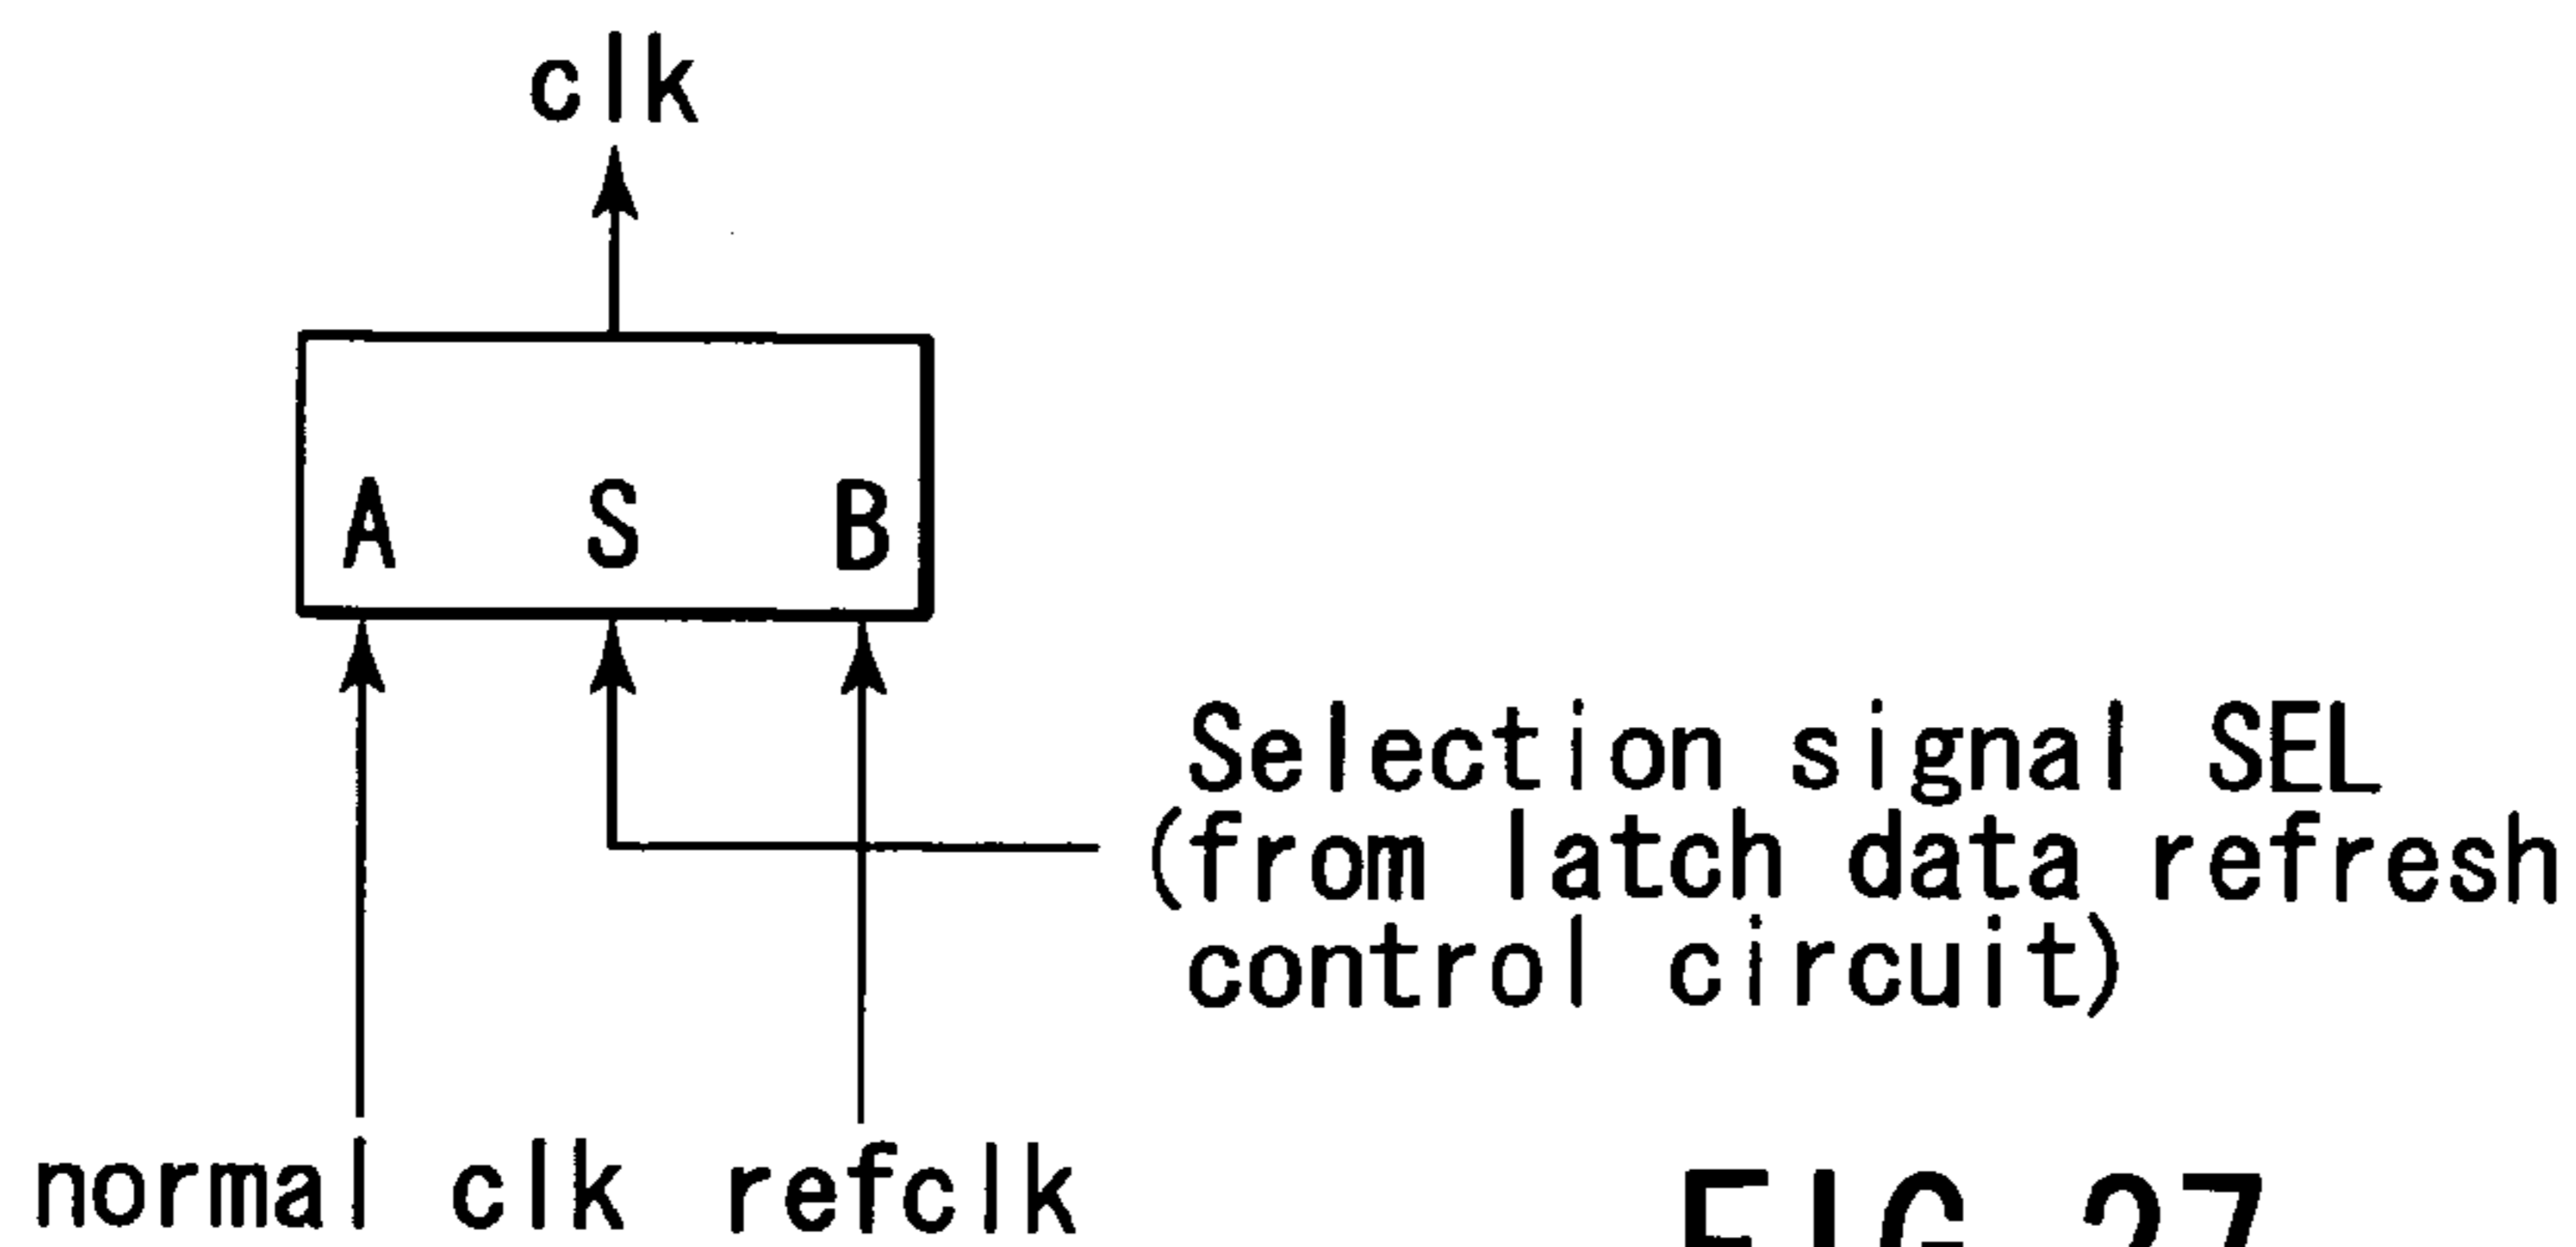 clk
A S B
Selection signal SEL
(from latch data refresh
control circuit)
normal clk refclk
FIG. 27